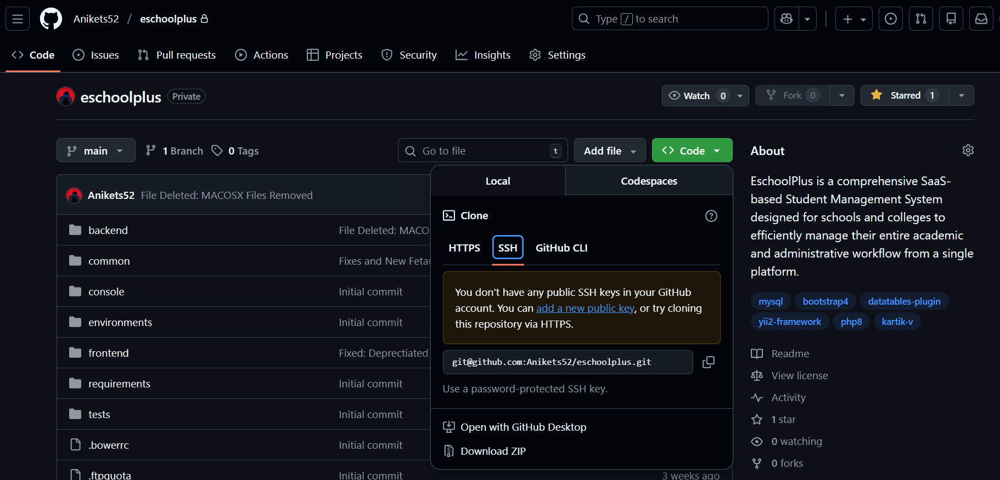 Anikets52 / eschoolplus
Type / to search
Code Issues Pull requests Actions Projects Security Insights Settings
eschoolplus Private
Watch 0 Fork 0 Starred 1
main 1 Branch 0 Tags
Go to file t Add file Code
Anikets52 File Deleted: MACOSX Files Removed
backend File Deleted: MACO
common Fixes and New Feta
console Initial commit
environments Initial commit
frontend Fixed: Depreciated
requirements Initial commit
tests Initial commit
.bowerrc Initial commit
.ftpquota Initial commit 3 weeks ago
Local Codespaces
Clone
HTTPS SSH GitHub CLI
You don't have any public SSH keys in your GitHub
account. You can add a new public key, or try cloning
this repository via HTTPS.
git@github.com:Anikets52/eschoolplus.git
Use a password-protected SSH key.
Open with GitHub Desktop
Download ZIP
About
EschoolPlus is a comprehensive SaaS-
based Student Management System
designed for schools and colleges to
efficiently manage their entire academic
and administrative workflow from a single
platform.
mysql bootstrap4 datatables-plugin
yii2-framework php8 kartik-v
Readme
View license
Activity
1 star
0 watching
0 forks